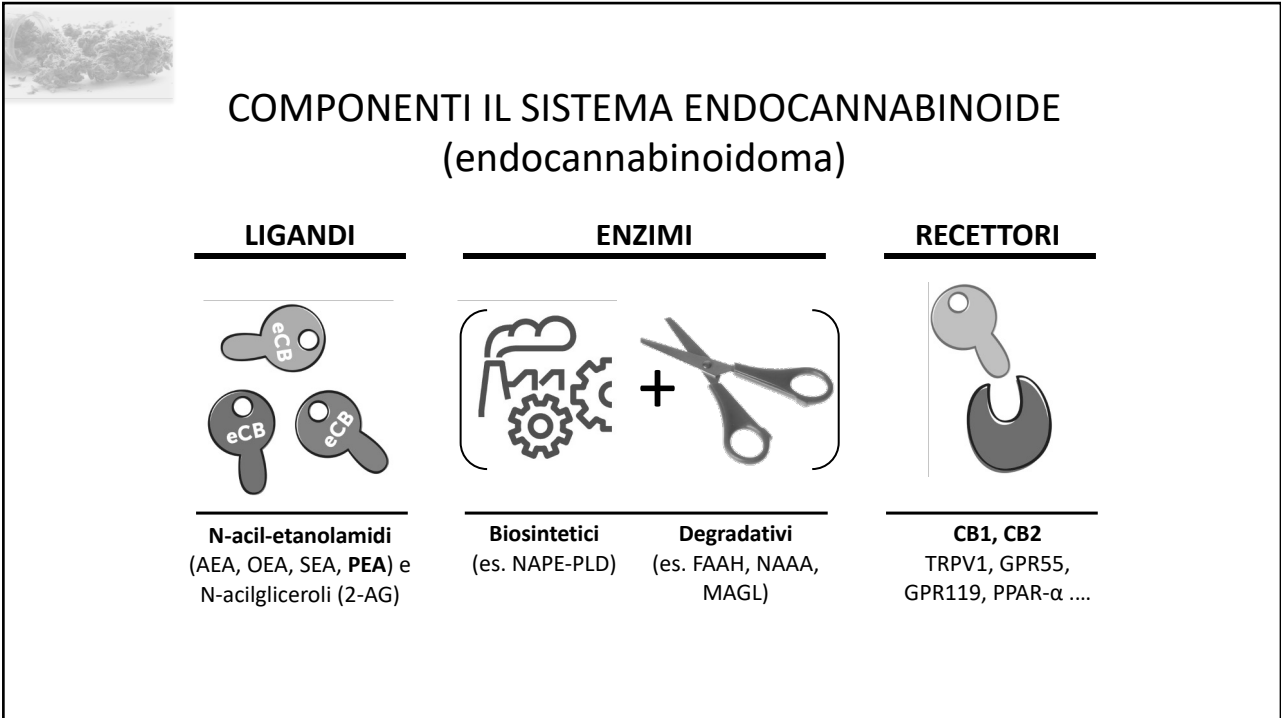 COMPONENTI IL SISTEMA ENDOCANNABINOIDE
(endocannabinoidoma)
LIGANDI
eCB
eCB
eCB
N-acil-etanolamidi
(AEA, OEA, SEA, PEA) e
N-acilgliceroli (2-AG)
ENZIMI
+
Biosintetici
(es. NAPE-PLD)
Degradativi
(es. FAAH, NAAA,
MAGL)
RECETTORI
CB1, CB2
TRPV1, GPR55,
GPR119, PPAR-α ....